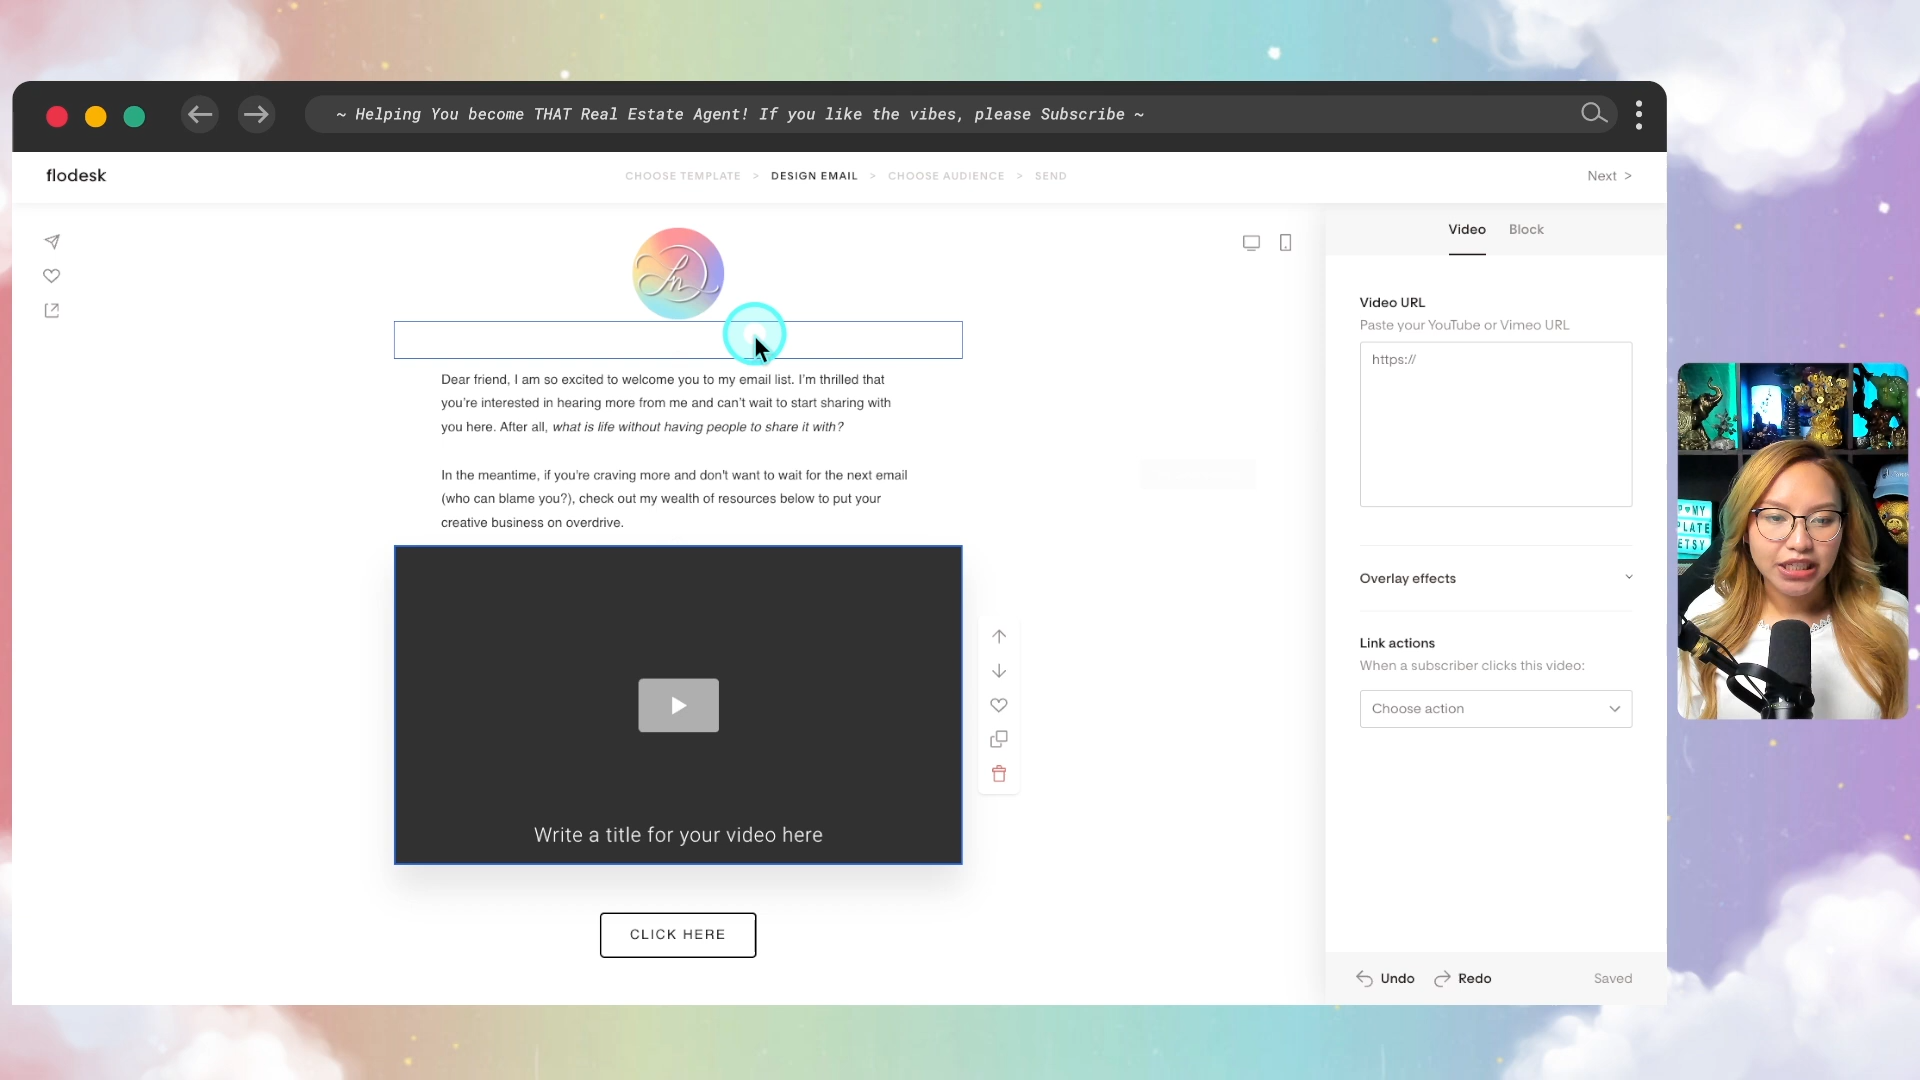 ~ Helping You become THAT Real Estate Agent! If you like the vibes, please Subscribe ~
flodesk
CHOOSE TEMPLATE > DESIGN EMAIL > CHOOSE AUDIENCE > SEND
Next >
Video Block
Video URL
Paste your YouTube or Vimeo URL
https://
Dear friend, I am so excited to welcome you to my email list. I'm thrilled that
you're interested in hearing more from me and can't wait to start sharing with
you here. After all, what is life without having people to share it with?
In the meantime, if you're craving more and don't want to wait for the next email
(who can blame you?), check out my wealth of resources below to put your
creative business on overdrive.
Write a title for your video here
CLICK HERE
Overlay effects
Link actions
When a subscriber clicks this video:
Choose action
Undo Redo Saved
MY
PLATE
ETSY